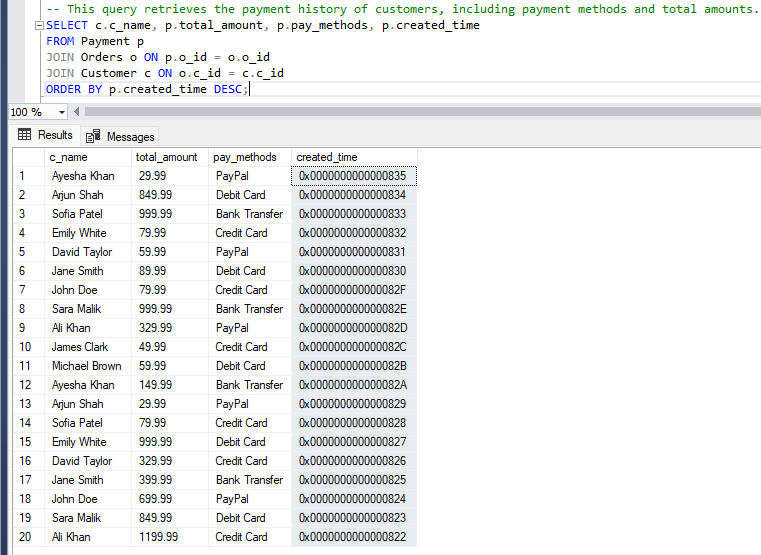 -- This query retrieves the payment history of customers, including payment methods and total amounts.
SELECT c.c_name, p.total_amount, p.pay_methods, p.created_time
FROM Payment p
JOIN Orders o ON p.o_id = o.o_id
JOIN Customer c ON o.c_id = c.c_id
ORDER BY p.created_time DESC;
100 %
Results Messages
c_name total_amount pay_methods created_time
1 Ayesha Khan 29.99 PayPal 0x0000000000000835
2 Arjun Shah 849.99 Debit Card 0x0000000000000834
3 Sofia Patel 999.99 Bank Transfer 0x0000000000000833
4 Emily White 79.99 Credit Card 0x0000000000000832
5 David Taylor 59.99 PayPal 0x0000000000000831
6 Jane Smith 89.99 Debit Card 0x0000000000000830
7 John Doe 79.99 Credit Card 0x000000000000082F
8 Sara Malik 999.99 Bank Transfer 0x000000000000082E
9 Ali Khan 329.99 PayPal 0x000000000000082D
10 James Clark 49.99 Credit Card 0x000000000000082C
11 Michael Brown 59.99 Debit Card 0x000000000000082B
12 Ayesha Khan 149.99 Bank Transfer 0x000000000000082A
13 Arjun Shah 29.99 PayPal 0x0000000000000829
14 Sofia Patel 79.99 Credit Card 0x0000000000000828
15 Emily White 999.99 Debit Card 0x0000000000000827
16 David Taylor 329.99 Credit Card 0x0000000000000826
17 Jane Smith 399.99 Bank Transfer 0x0000000000000825
18 John Doe 699.99 PayPal 0x0000000000000824
19 Sara Malik 849.99 Debit Card 0x0000000000000823
20 Ali Khan 1199.99 Credit Card 0x0000000000000822